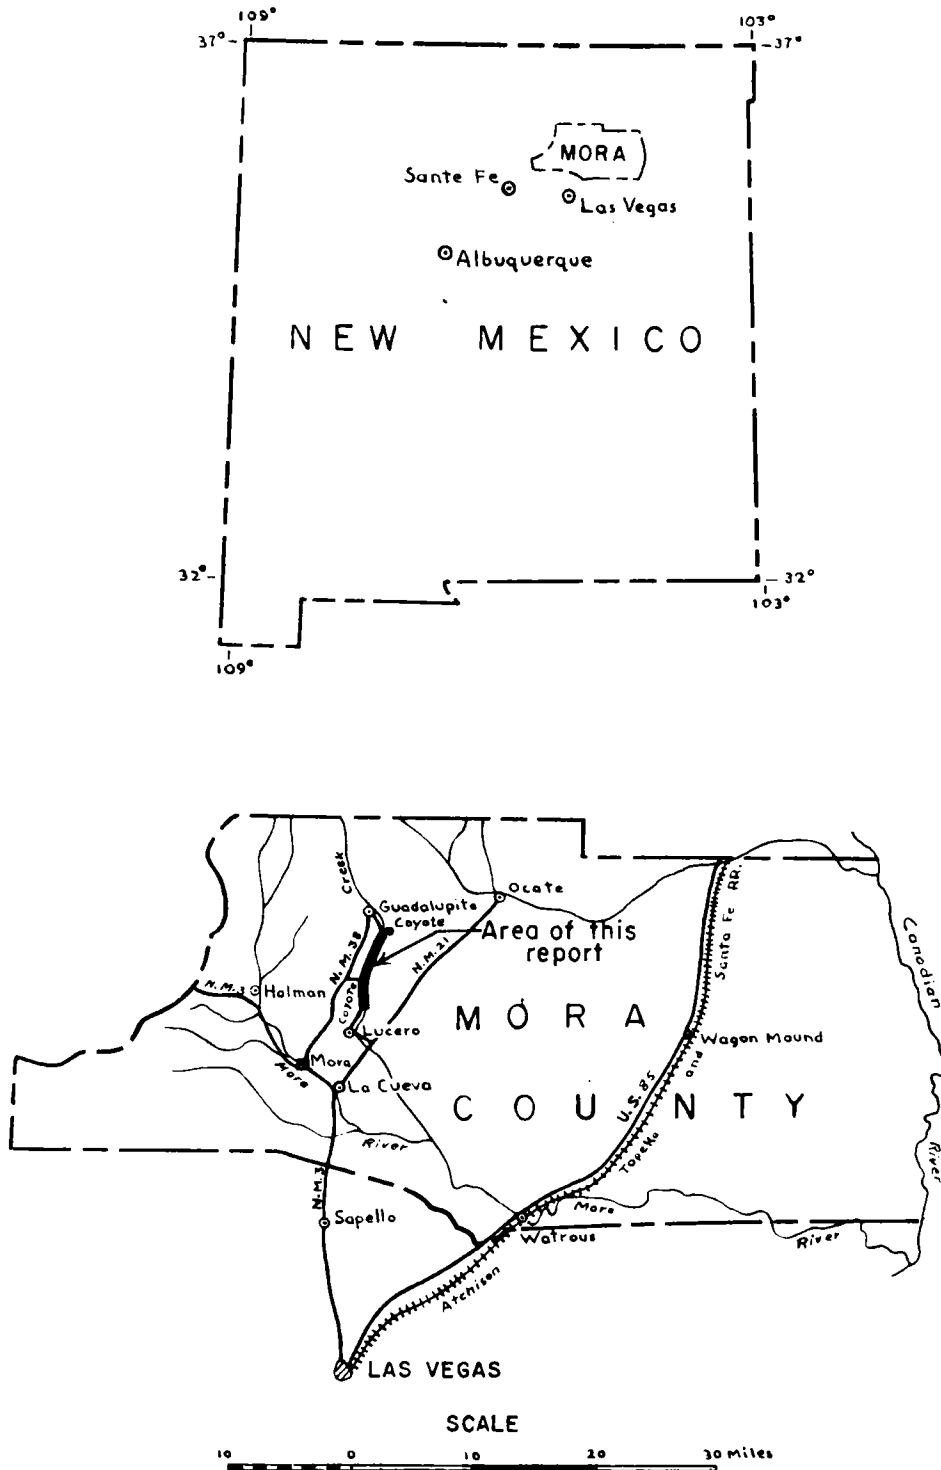 109°
103°
37°
37°
MORA
Sante Fe
Las Vegas
Albuquerque
NEW MEXICO
32°
32°
103°
109°
Creek
Ocate
Guadalupita
Coyote
Area of this
report
N.M. 38
N.M. 21
Santa Fe RR.
Canadian
River
N.M. 3
Holman
Coyote
Lucero
MORA
Wagon Mound
Mora
Mora
La Cueva
COUNTY
U.S. 85
and
Topeka
River
N.M. 3
Sapello
Mora
River
Watrous
Atchison
LAS VEGAS
SCALE
10 0 10 20 30 Miles